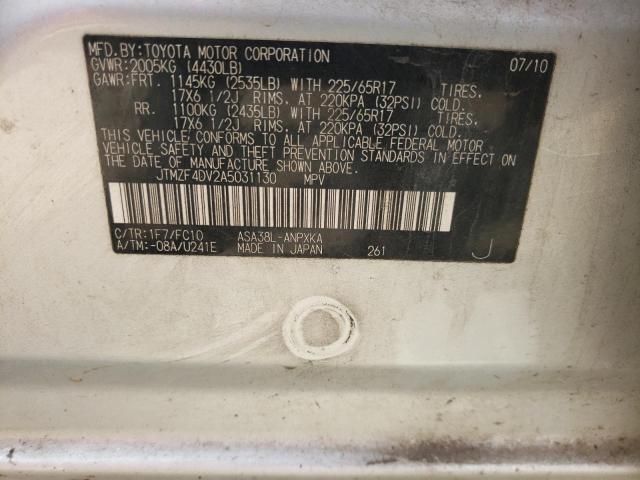 MFD.BY:TOYOTA MOTOR CORPORATION 07/10
GVWR:2005KG (4430LB)
GAWR:FRT. 1145KG (2535LB) WITH 225/65R17 TIRES.
17X6 1/2J RIMS. AT 220KPA (32PSI) COLD.
RR. 1100KG (2435LB) WITH 225/65R17 TIRES.
17X6 1/2J RIMS. AT 220KPA (32PSI) COLD.
THIS VEHICLE CONFORMS TO ALL APPLICABLE FEDERAL MOTOR
VEHICLE SAFETY AND THEFT PREVENTION STANDARDS IN EFFECT
ON THE DATE OF MANUFACTURE SHOWN ABOVE.
JTMZF4DV2A5031130 MPV
C/TR:1F7/FC10 ASA38L-ANPXKA
A/TM:-08A/U241E MADE IN JAPAN 261 J